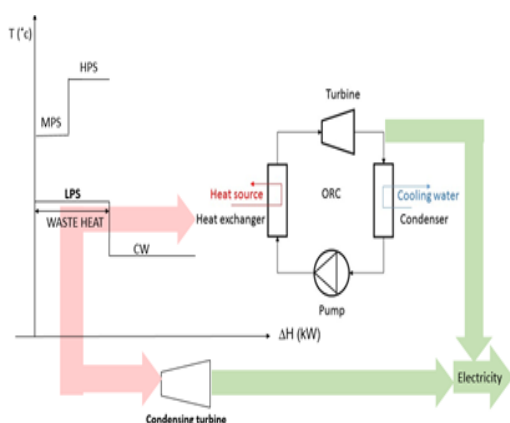 T (˚c)
HPS
MPS
LPS
WASTE HEAT
CW
ΔH (kW)
Turbine
Heat source
Heat exchanger
ORC
Cooling water
Condenser
Pump
Condensing turbine
Electricity